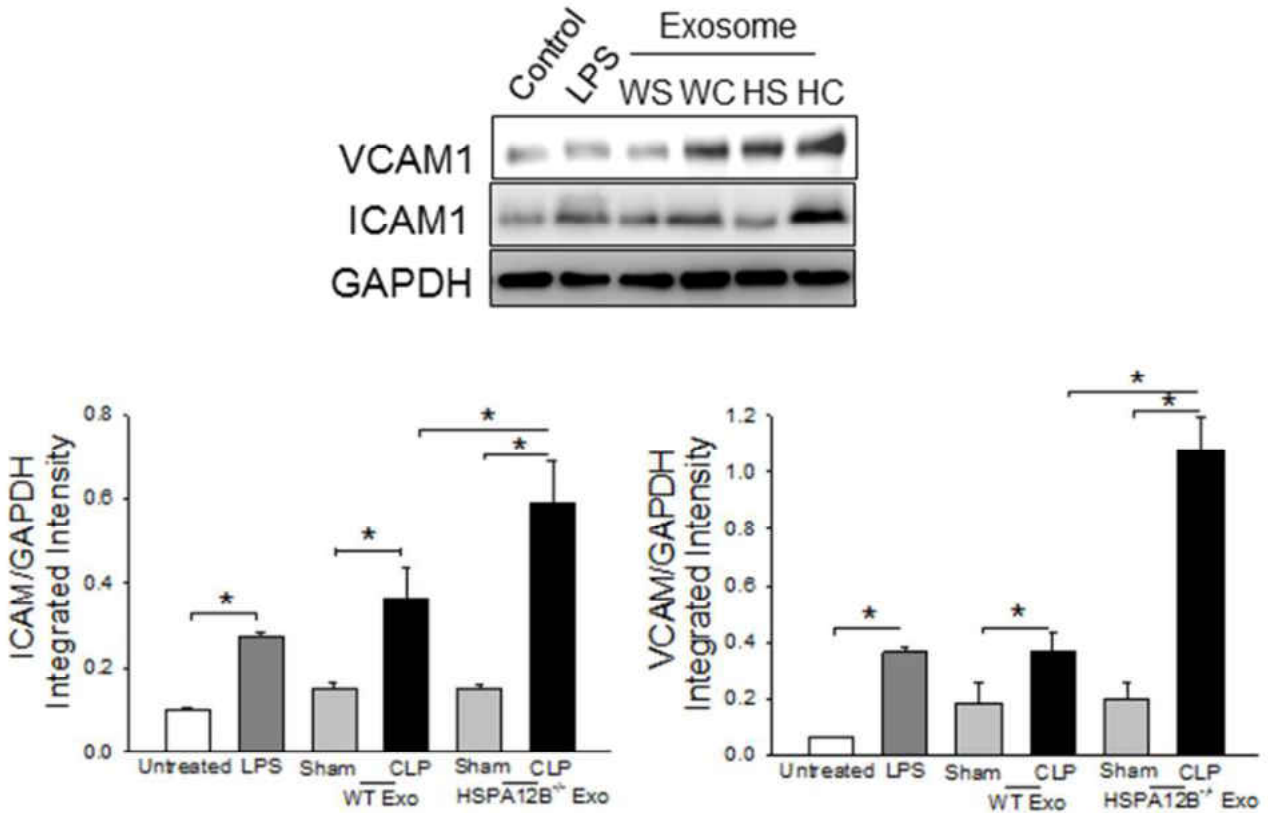 Exosome
Control LPS WS WC HS HC
VCAM1
ICAM1
GAPDH
ICAM/GAPDH
Integrated Intensity
0.8
0.6
0.4
0.2
0.0
* * * *
Untreated LPS Sham CLP Sham CLP
WT Exo HSPA12B-/- Exo
VCAM/GAPDH
Integrated Intensity
1.2
1.0
0.8
0.6
0.4
0.2
0.0
* * * *
Untreated LPS Sham CLP Sham CLP
WT Exo HSPA12B-/- Exo